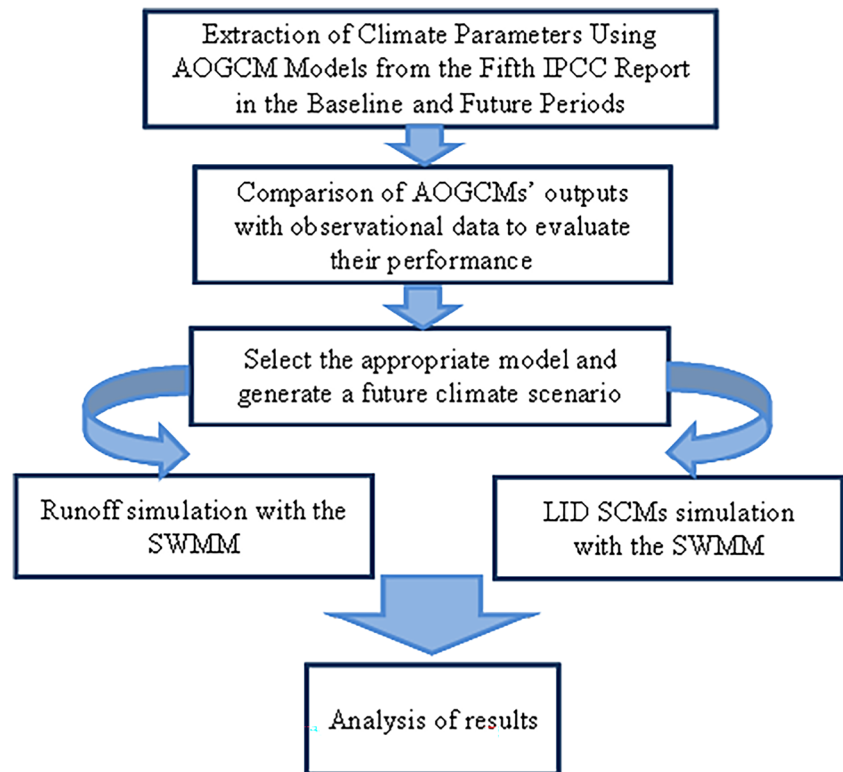 Extraction of Climate Parameters Using
AOGCM Models from the Fifth IPCC Report
in the Baseline and Future Periods
Comparison of AOGCMs’ outputs
with observational data to evaluate
their performance
Select the appropriate model and
generate a future climate scenario
Runoff simulation with the
SWMM
LID SCMs simulation
with the SWMM
Analysis of results